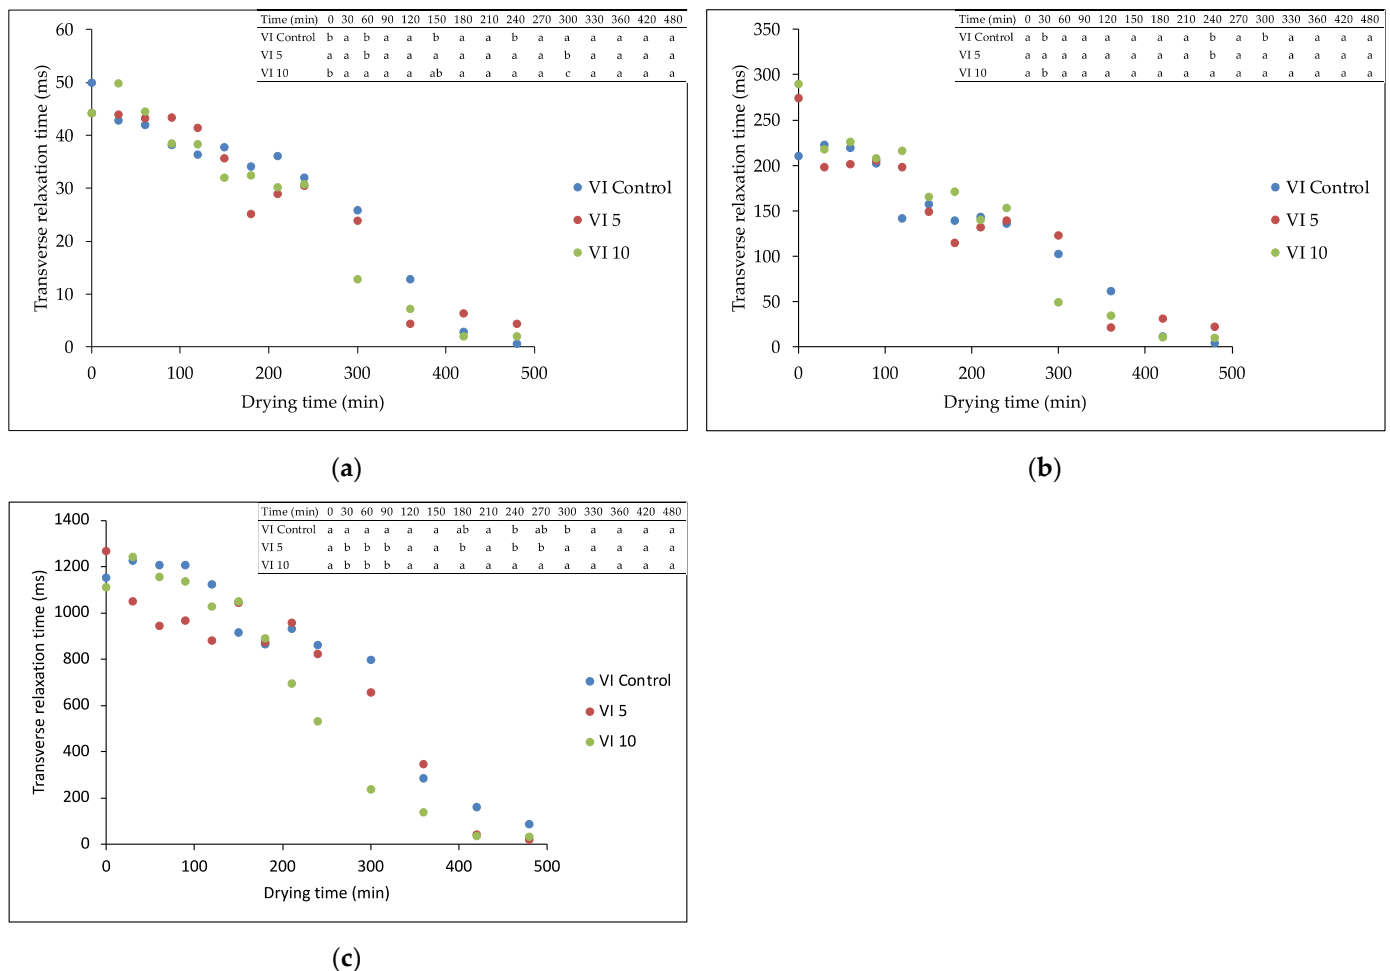 Time (min) 0 30 60 90 120 150 180 210 240 270 300 330 360 420 480
VI Control b a b a a b a a b a a a a a a
VI 5 a a b a a a a a a a b a a a a
VI 10 b a a a a ab a a a a c a a a a
60
50
40
30
20
10
0
Transverse relaxation time (ms)
0 100 200 300 400 500
Drying time (min)
VI Control
VI 5
VI 10
(a)
Time (min) 0 30 60 90 120 150 180 210 240 270 300 330 360 420 480
VI Control a b a a a a a a b a b a a a a
VI 5 a a a a a a a a b a a a a a a
VI 10 a b a a a a a a a a a a a a a
350
300
250
200
150
100
50
0
Transverse relaxation time (ms)
0 100 200 300 400 500
Drying time (min)
VI Control
VI 5
VI 10
(b)
Time (min) 0 30 60 90 120 150 180 210 240 270 300 330 360 420 480
VI Control a a a a a a ab a b ab b a a a a
VI 5 a b b b a a b a b b a a a a a
VI 10 a b b b a a a a a a a a a a a
1400
1200
1000
800
600
400
200
0
Transverse relaxation time (ms)
0 100 200 300 400 500
Drying time (min)
VI Control
VI 5
VI 10
(c)